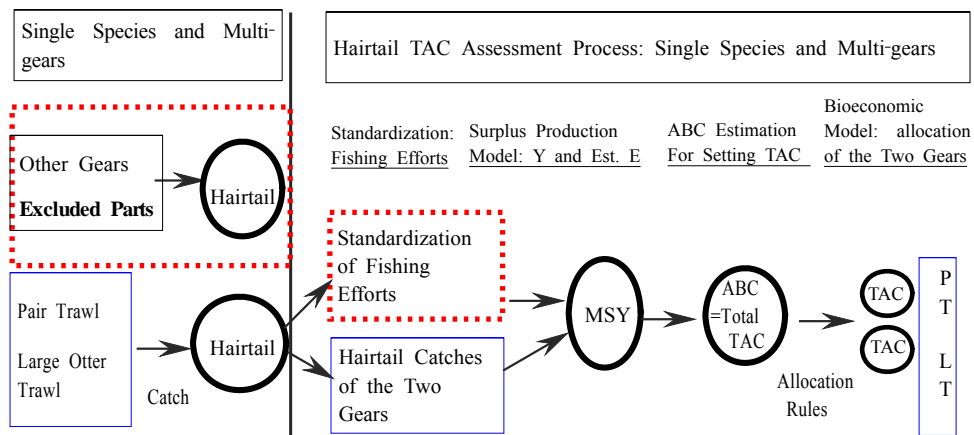 Single Species and Multi-
gears
Hairtail TAC Assessment Process: Single Species and Multi-gears
Standardization:
Fishing Efforts
Surplus Production
Model: Y and Est. E
ABC Estimation
For Setting TAC
Bioeconomic
Model: allocation
of the Two Gears
Other Gears
Excluded Parts
Hairtail
Pair Trawl
Large Otter
Trawl
Catch
Hairtail
Standardization
of Fishing
Efforts
Hairtail Catches
of the Two
Gears
MSY
ABC
=Total
TAC
Allocation
Rules
TAC
TAC
P
T
L
T